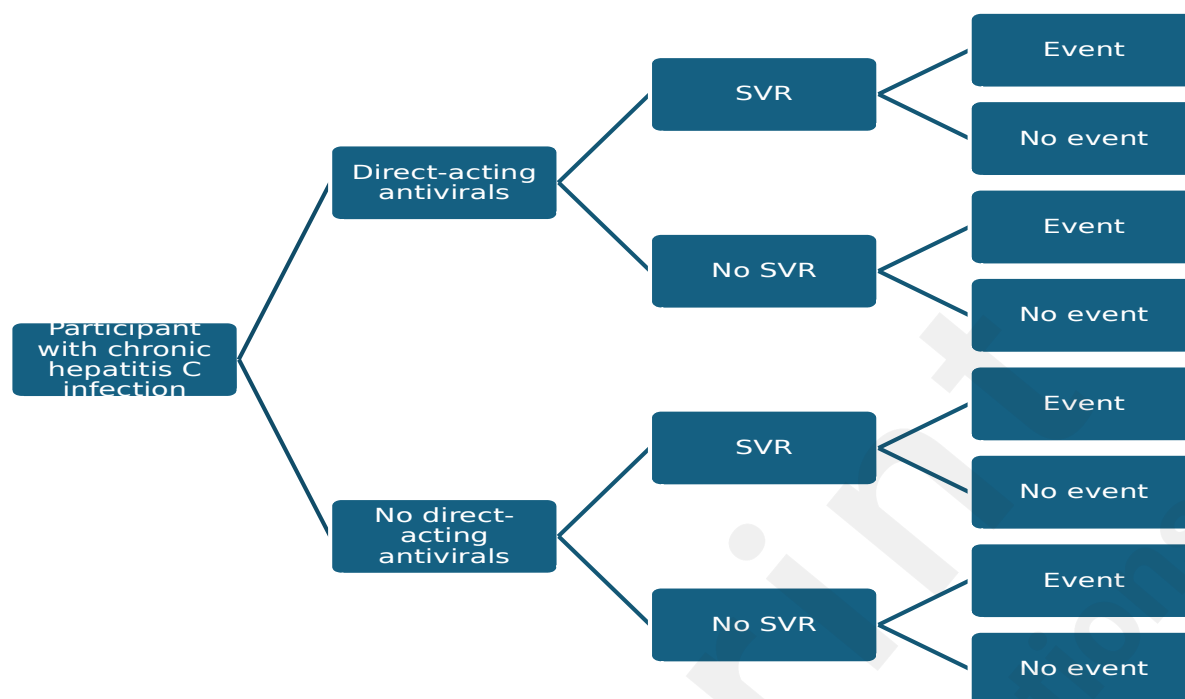 Event
SVR
No event
Direct-acting
antivirals
Event
No SVR
No event
Participant
with chronic
hepatitis C
infection
Event
SVR
No event
No direct-
acting
antivirals
Event
No SVR
No event